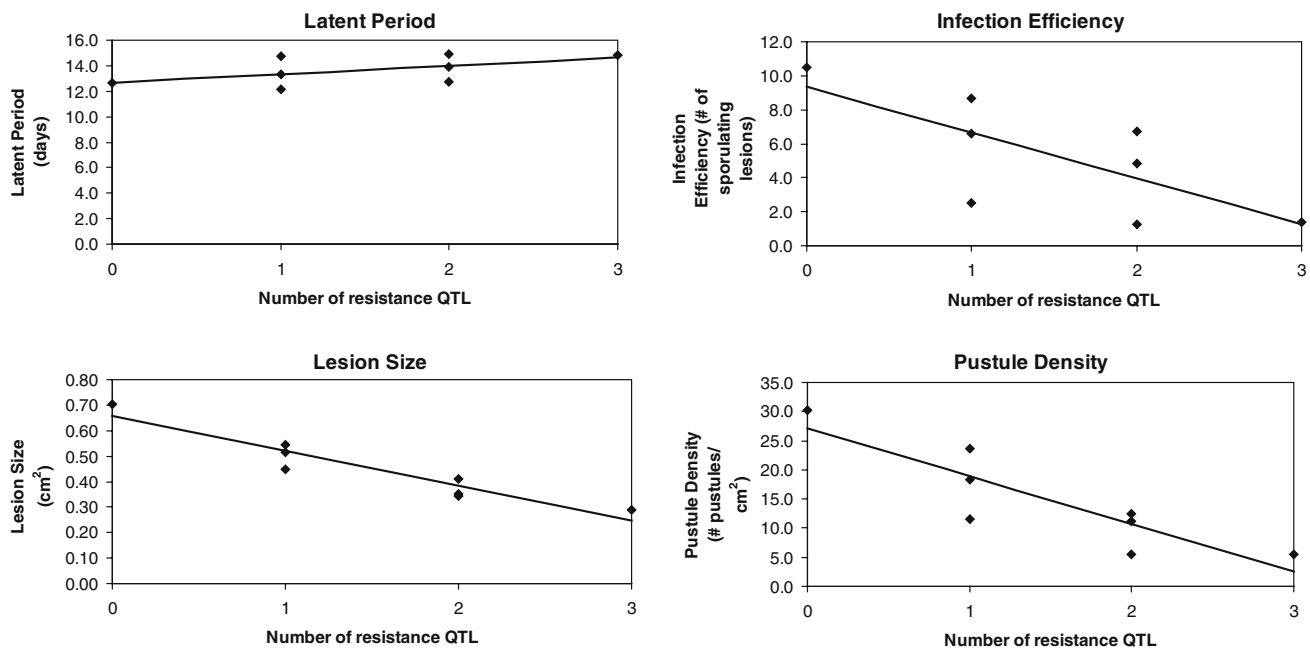 Latent Period
Latent Period
(days)
16.0
14.0
12.0
10.0
8.0
6.0
4.0
2.0
0.0
0 1 2 3
Number of resistance QTL
Infection Efficiency
Infection
Efficiency (# of
sporulating
lesions)
12.0
10.0
8.0
6.0
4.0
2.0
0.0
0 1 2 3
Number of resistance QTL
Lesion Size
Lesion Size
(cm²)
0.80
0.70
0.60
0.50
0.40
0.30
0.20
0.10
0.00
0 1 2 3
Number of resistance QTL
Pustule Density
Pustule Density
(# pustules/
cm²)
35.0
30.0
25.0
20.0
15.0
10.0
5.0
0.0
0 1 2 3
Number of resistance QTL